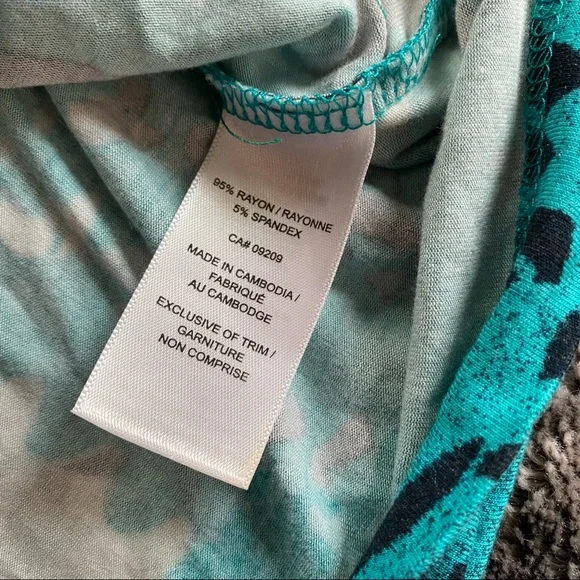 95% RAYON / RAYONNE
5% SPANDEX
CA# 09209
MADE IN CAMBODIA /
FABRIQUÉ
AU CAMBODGE
EXCLUSIVE OF TRIM /
GARNITURE
NON COMPRISE